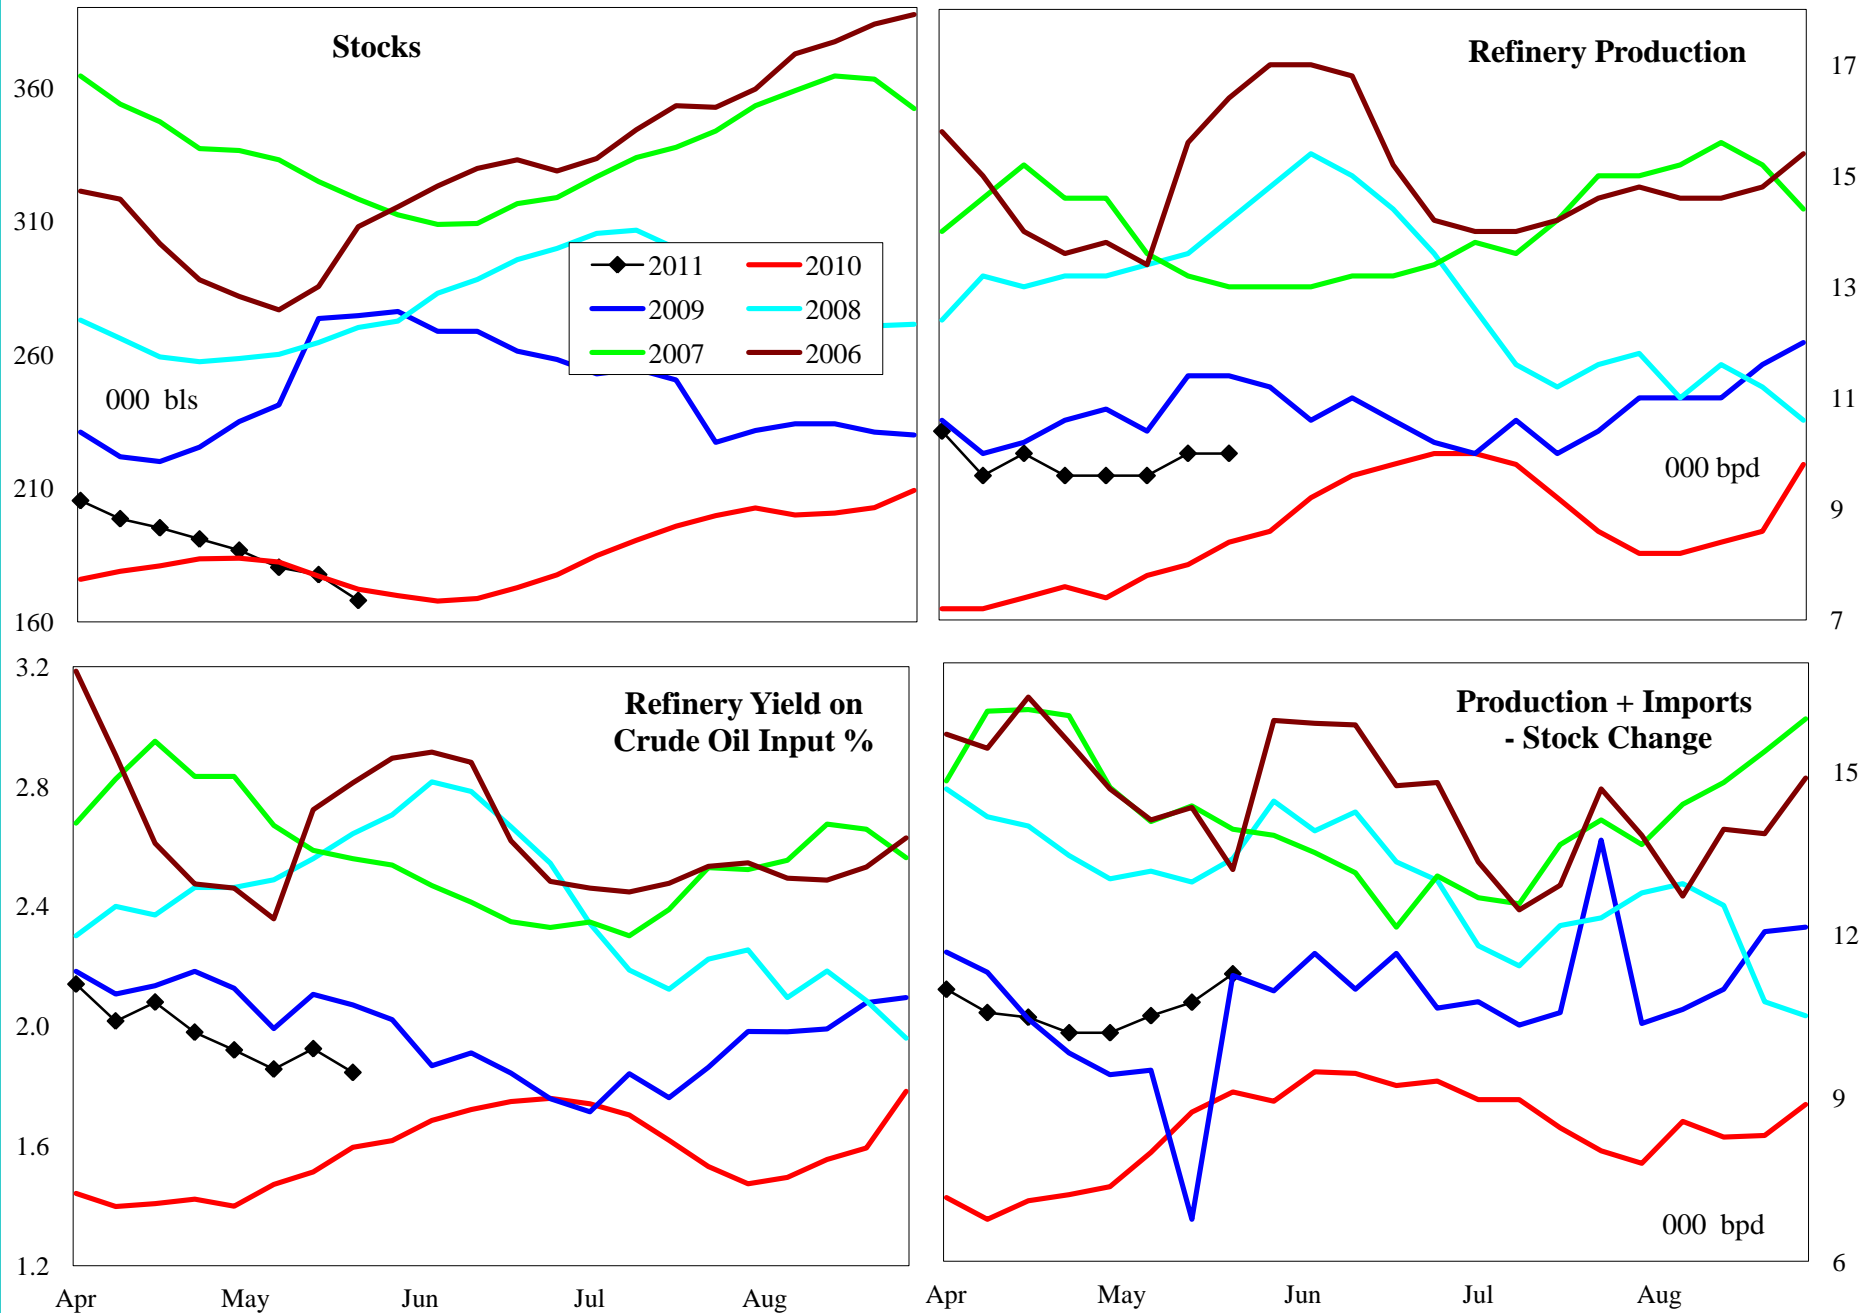 Stocks
360
310
260
210
160
000 bls
2011
2010
2009
2008
2007
2006
Refinery Production
17
15
13
11
9
7
000 bpd
Refinery Yield on
Crude Oil Input %
3.2
2.8
2.4
2.0
1.6
1.2
Apr May Jun Jul Aug
Production + Imports
- Stock Change
15
12
9
6
000 bpd
Apr May Jun Jul Aug